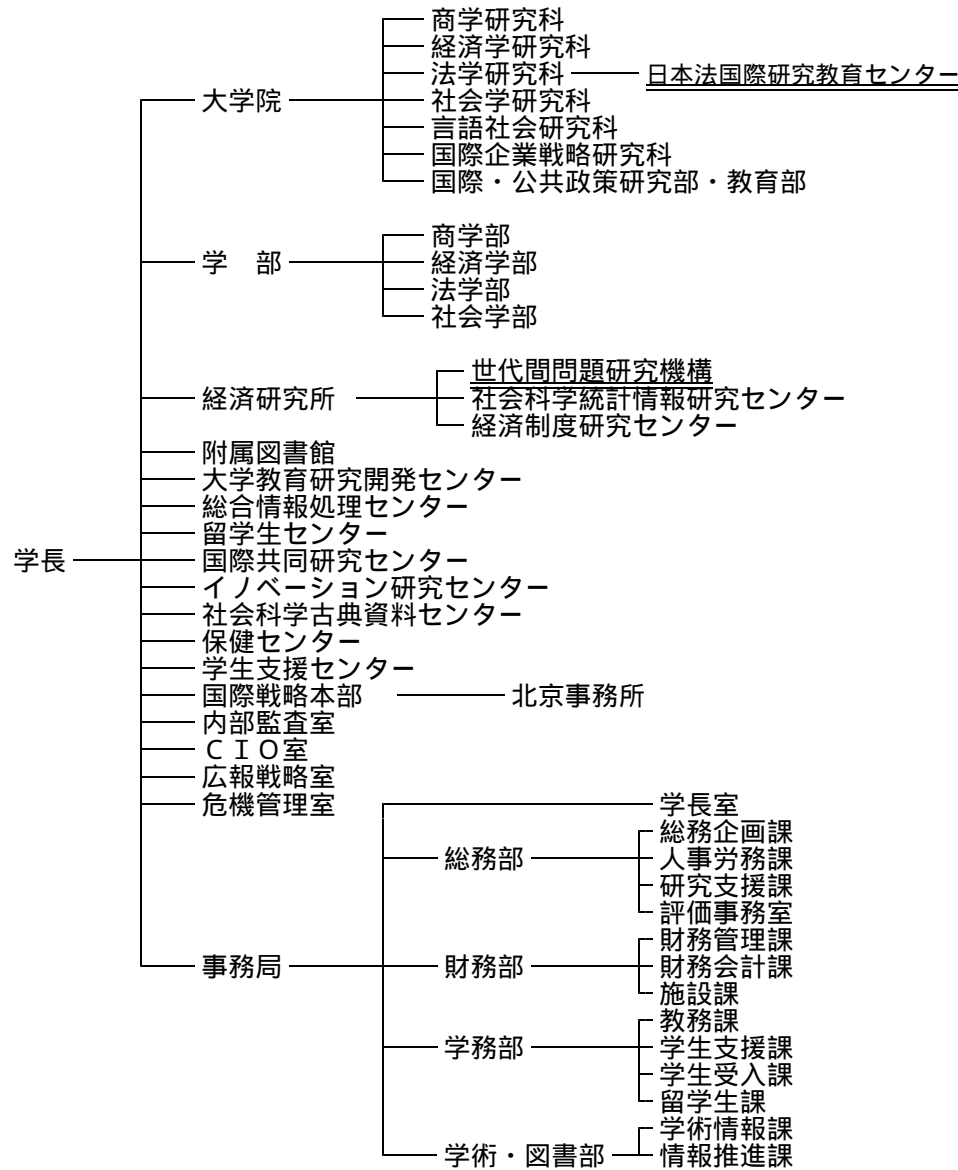 商学研究科
経済学研究科
法学研究科 日本法国際研究教育センター
大学院 社会学研究科
言語社会研究科
国際企業戦略研究科
国際・公共政策研究部・教育部
商学部
学　部 経済学部
法学部
社会学部
世代間問題研究機構
経済研究所 社会科学統計情報研究センター
経済制度研究センター
附属図書館
大学教育研究開発センター
総合情報処理センター
留学生センター
学長 国際共同研究センター
イノベーション研究センター
社会科学古典資料センター
保健センター
学生支援センター
国際戦略本部 北京事務所
内部監査室
ＣＩＯ室
広報戦略室
危機管理室 学長室
総務企画課
総務部 人事労務課
研究支援課
評価事務室
財務管理課
事務局 財務部 財務会計課
施設課
教務課
学務部 学生支援課
学生受入課
留学生課
学術情報課
学術・図書部 情報推進課